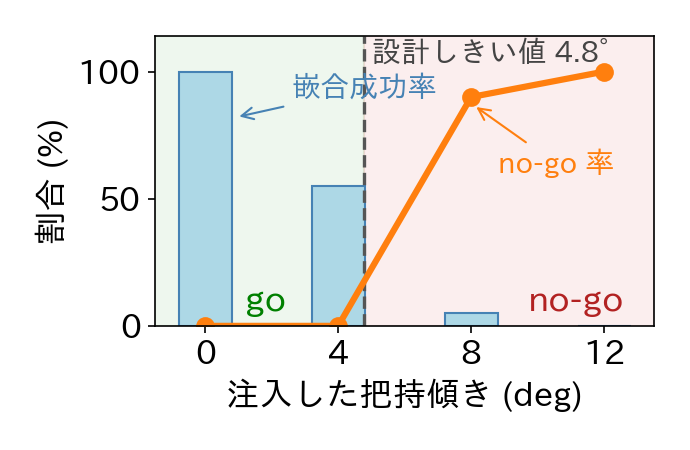 設計しきい値 4.8°
100
嵌合成功率
割合 (%)
50
no-go 率
go
no-go
0
0
4
8
12
注入した把持傾き (deg)